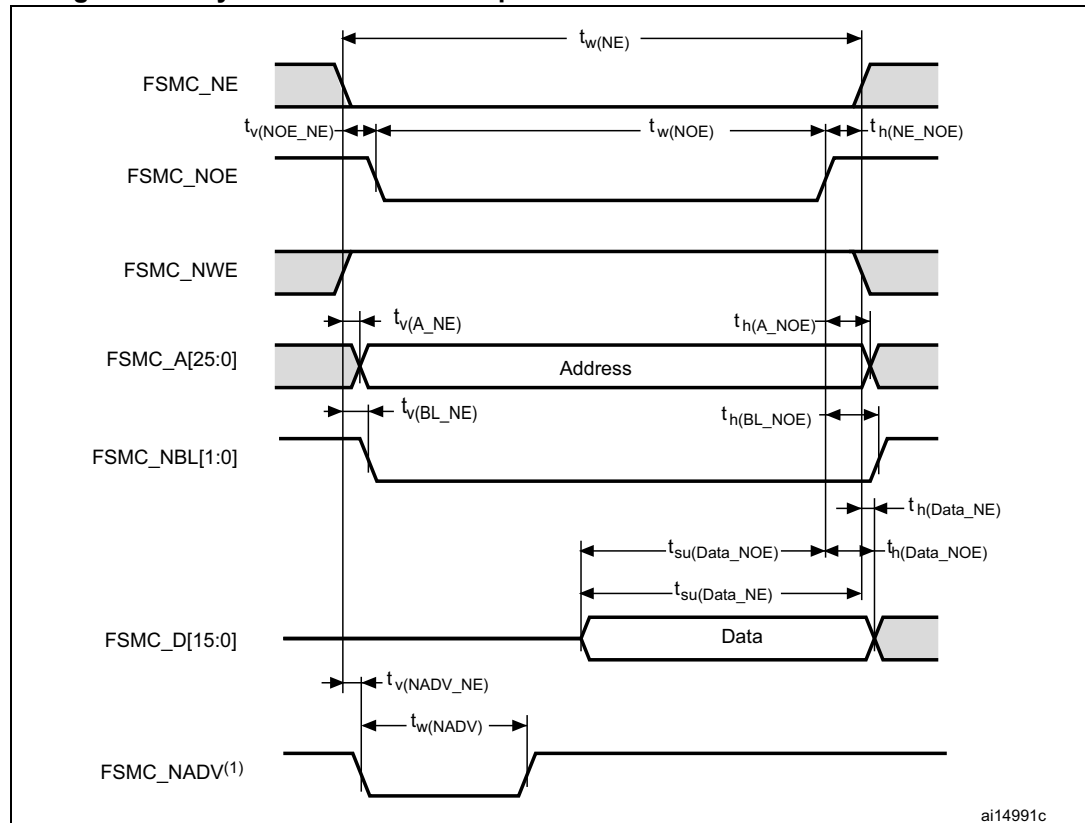 tw(NE)
FSMC_NE
tv(NOE_NE)
tw(NOE)
th(NE_NOE)
FSMC_NOE
FSMC_NWE
tv(A_NE)
th(A_NOE)
FSMC_A[25:0]
Address
tv(BL_NE)
th(BL_NOE)
FSMC_NBL[1:0]
th(Data_NE)
tsu(Data_NOE)
th(Data_NOE)
tsu(Data_NE)
FSMC_D[15:0]
Data
tv(NADV_NE)
tw(NADV)
FSMC_NADV(1)
ai14991c